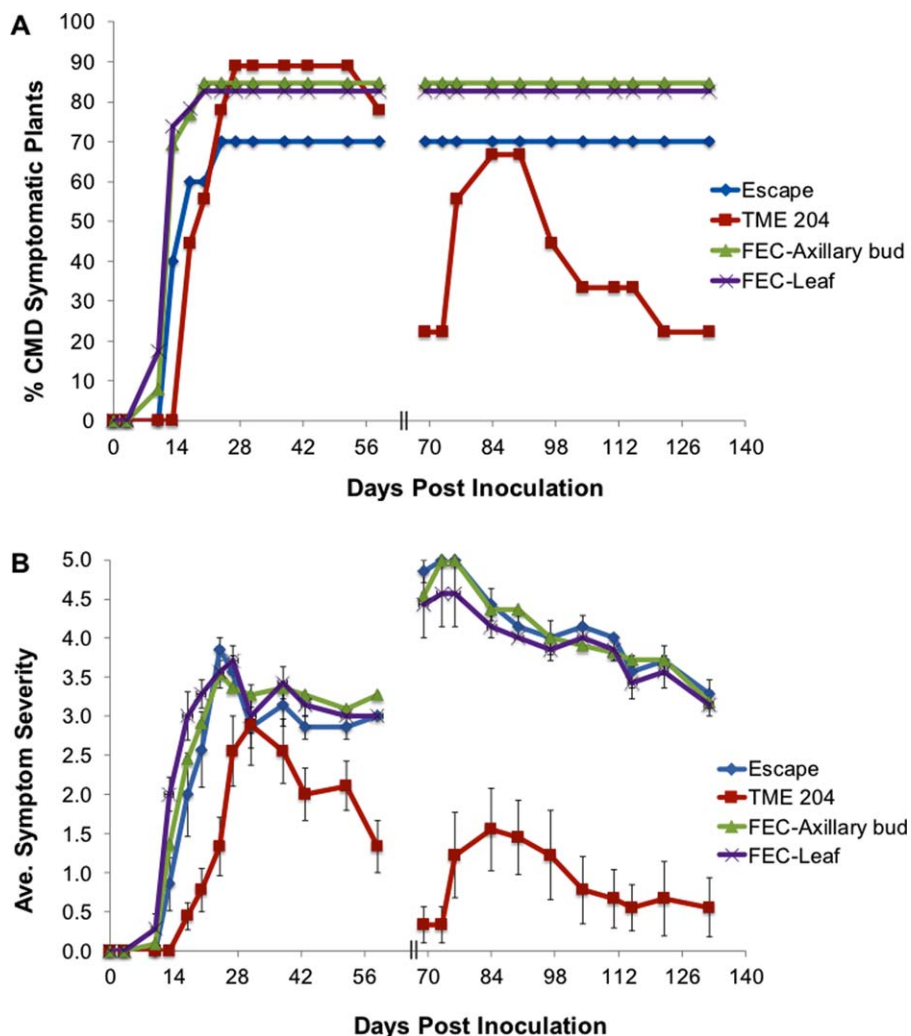 A
% CMD Symptomatic Plants
100
90
80
70
60
50
40
30
20
10
0
0 14 28 42 56 70 84 98 112 126 140
Days Post Inoculation
Escape
TME 204
FEC-Axillary bud
FEC-Leaf
B
Ave. Symptom Severity
5.0
4.5
4.0
3.5
3.0
2.5
2.0
1.5
1.0
0.5
0.0
0 14 28 42 56 70 84 98 112 126 140
Days Post Inoculation
Escape
TME 204
FEC-Axillary bud
FEC-Leaf